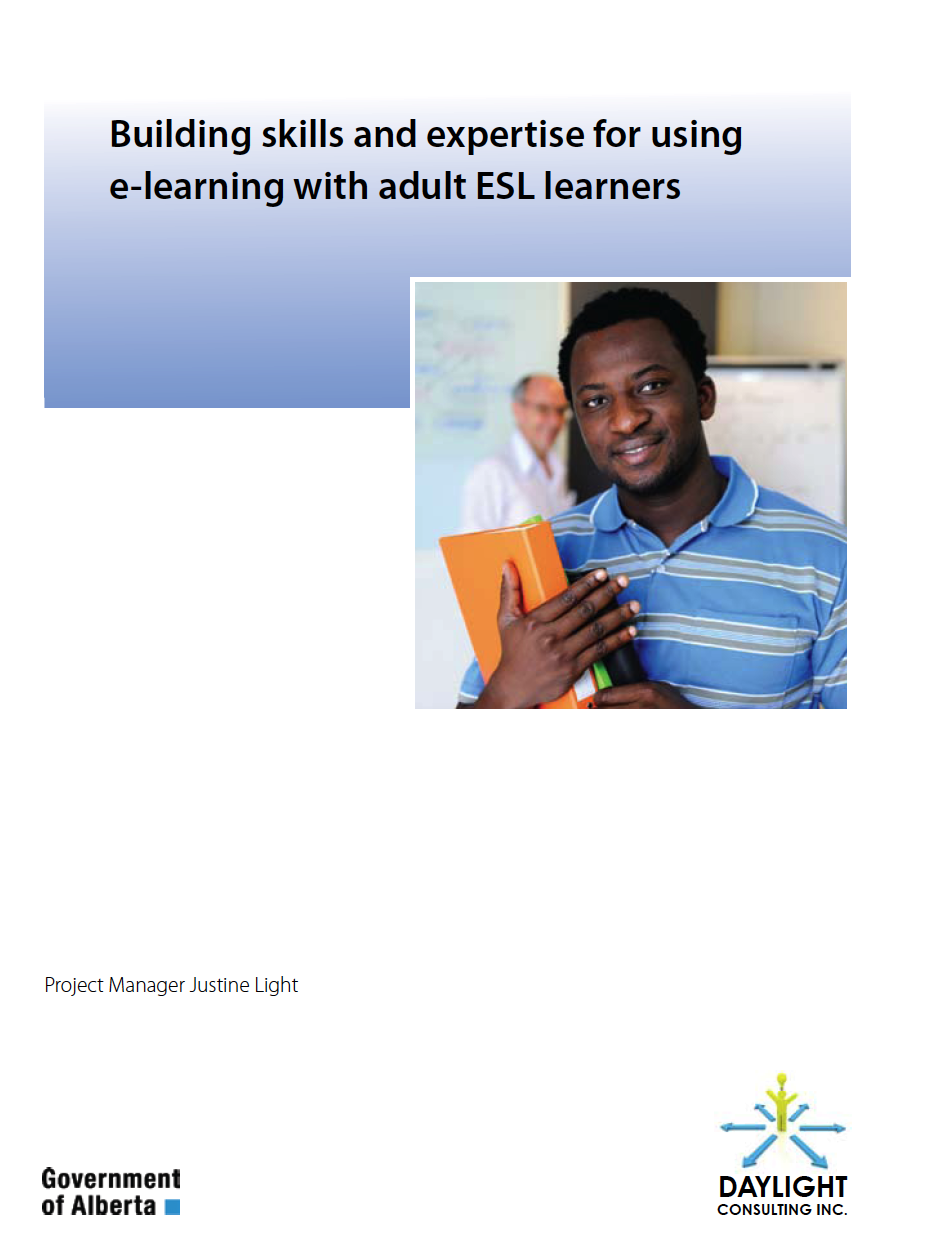 Building skills and expertise for using
e-learning with adult ESL learners
Project Manager Justine Light
Government
of Alberta
DAYLIGHT
CONSULTING INC.